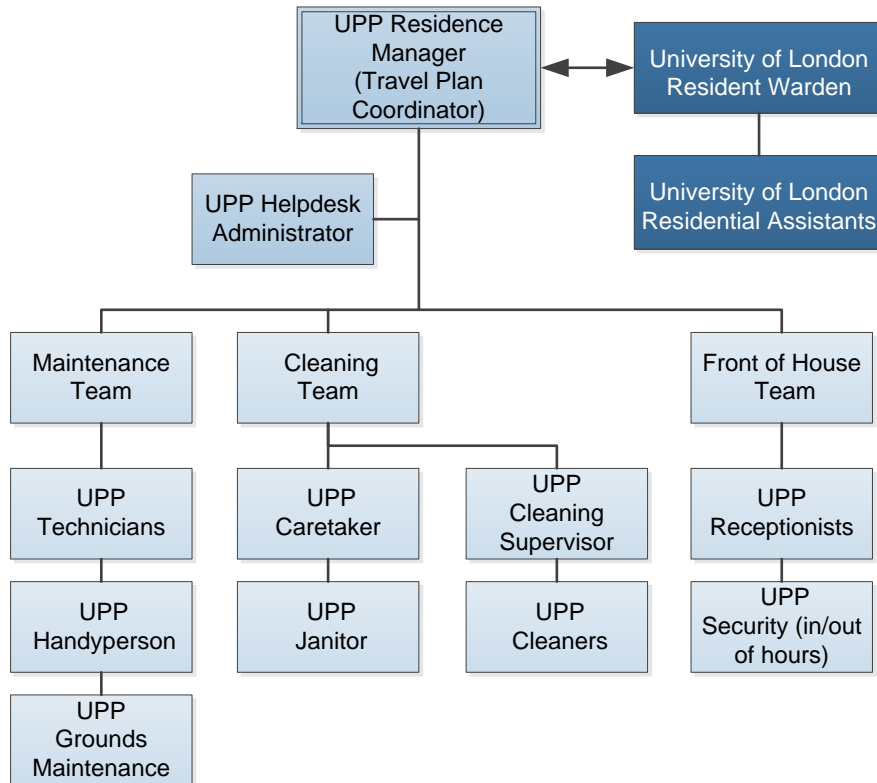 UPP Residence
Manager
(Travel Plan
Coordinator)
University of London
Resident Warden
UPP Helpdesk
Administrator
University of London
Residential Assistants
Maintenance
Team
Cleaning
Team
Front of House
Team
UPP
Technicians
UPP
Caretaker
UPP
Cleaning
Supervisor
UPP
Receptionists
UPP
Handyperson
UPP
Janitor
UPP
Cleaners
UPP
Security (in/out
of hours)
UPP
Grounds
Maintenance